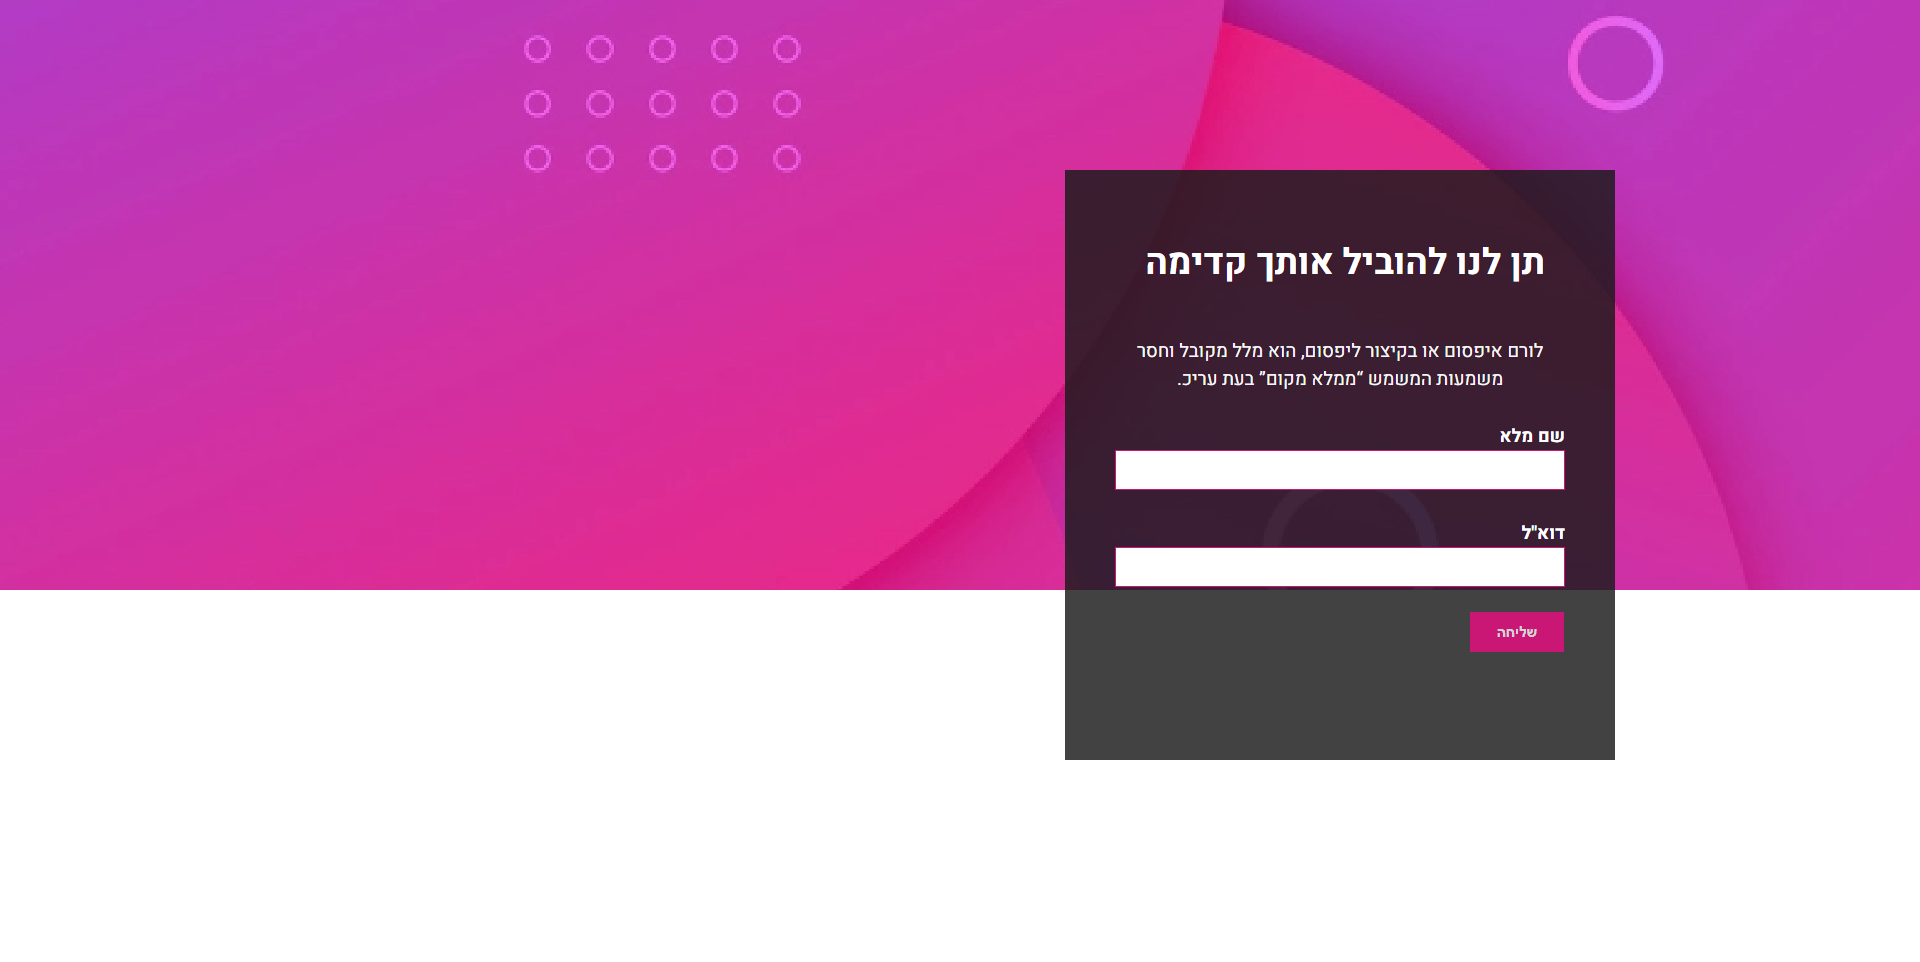 תן לנו להוביל אותך קדימה
לורם איפסום או בקיצור ליפסום, הוא מלל מקובל וחסר
משמעות המשמש “ממלא מקום” בעת עריכ.
שם מלא
דוא"ל
שליחה